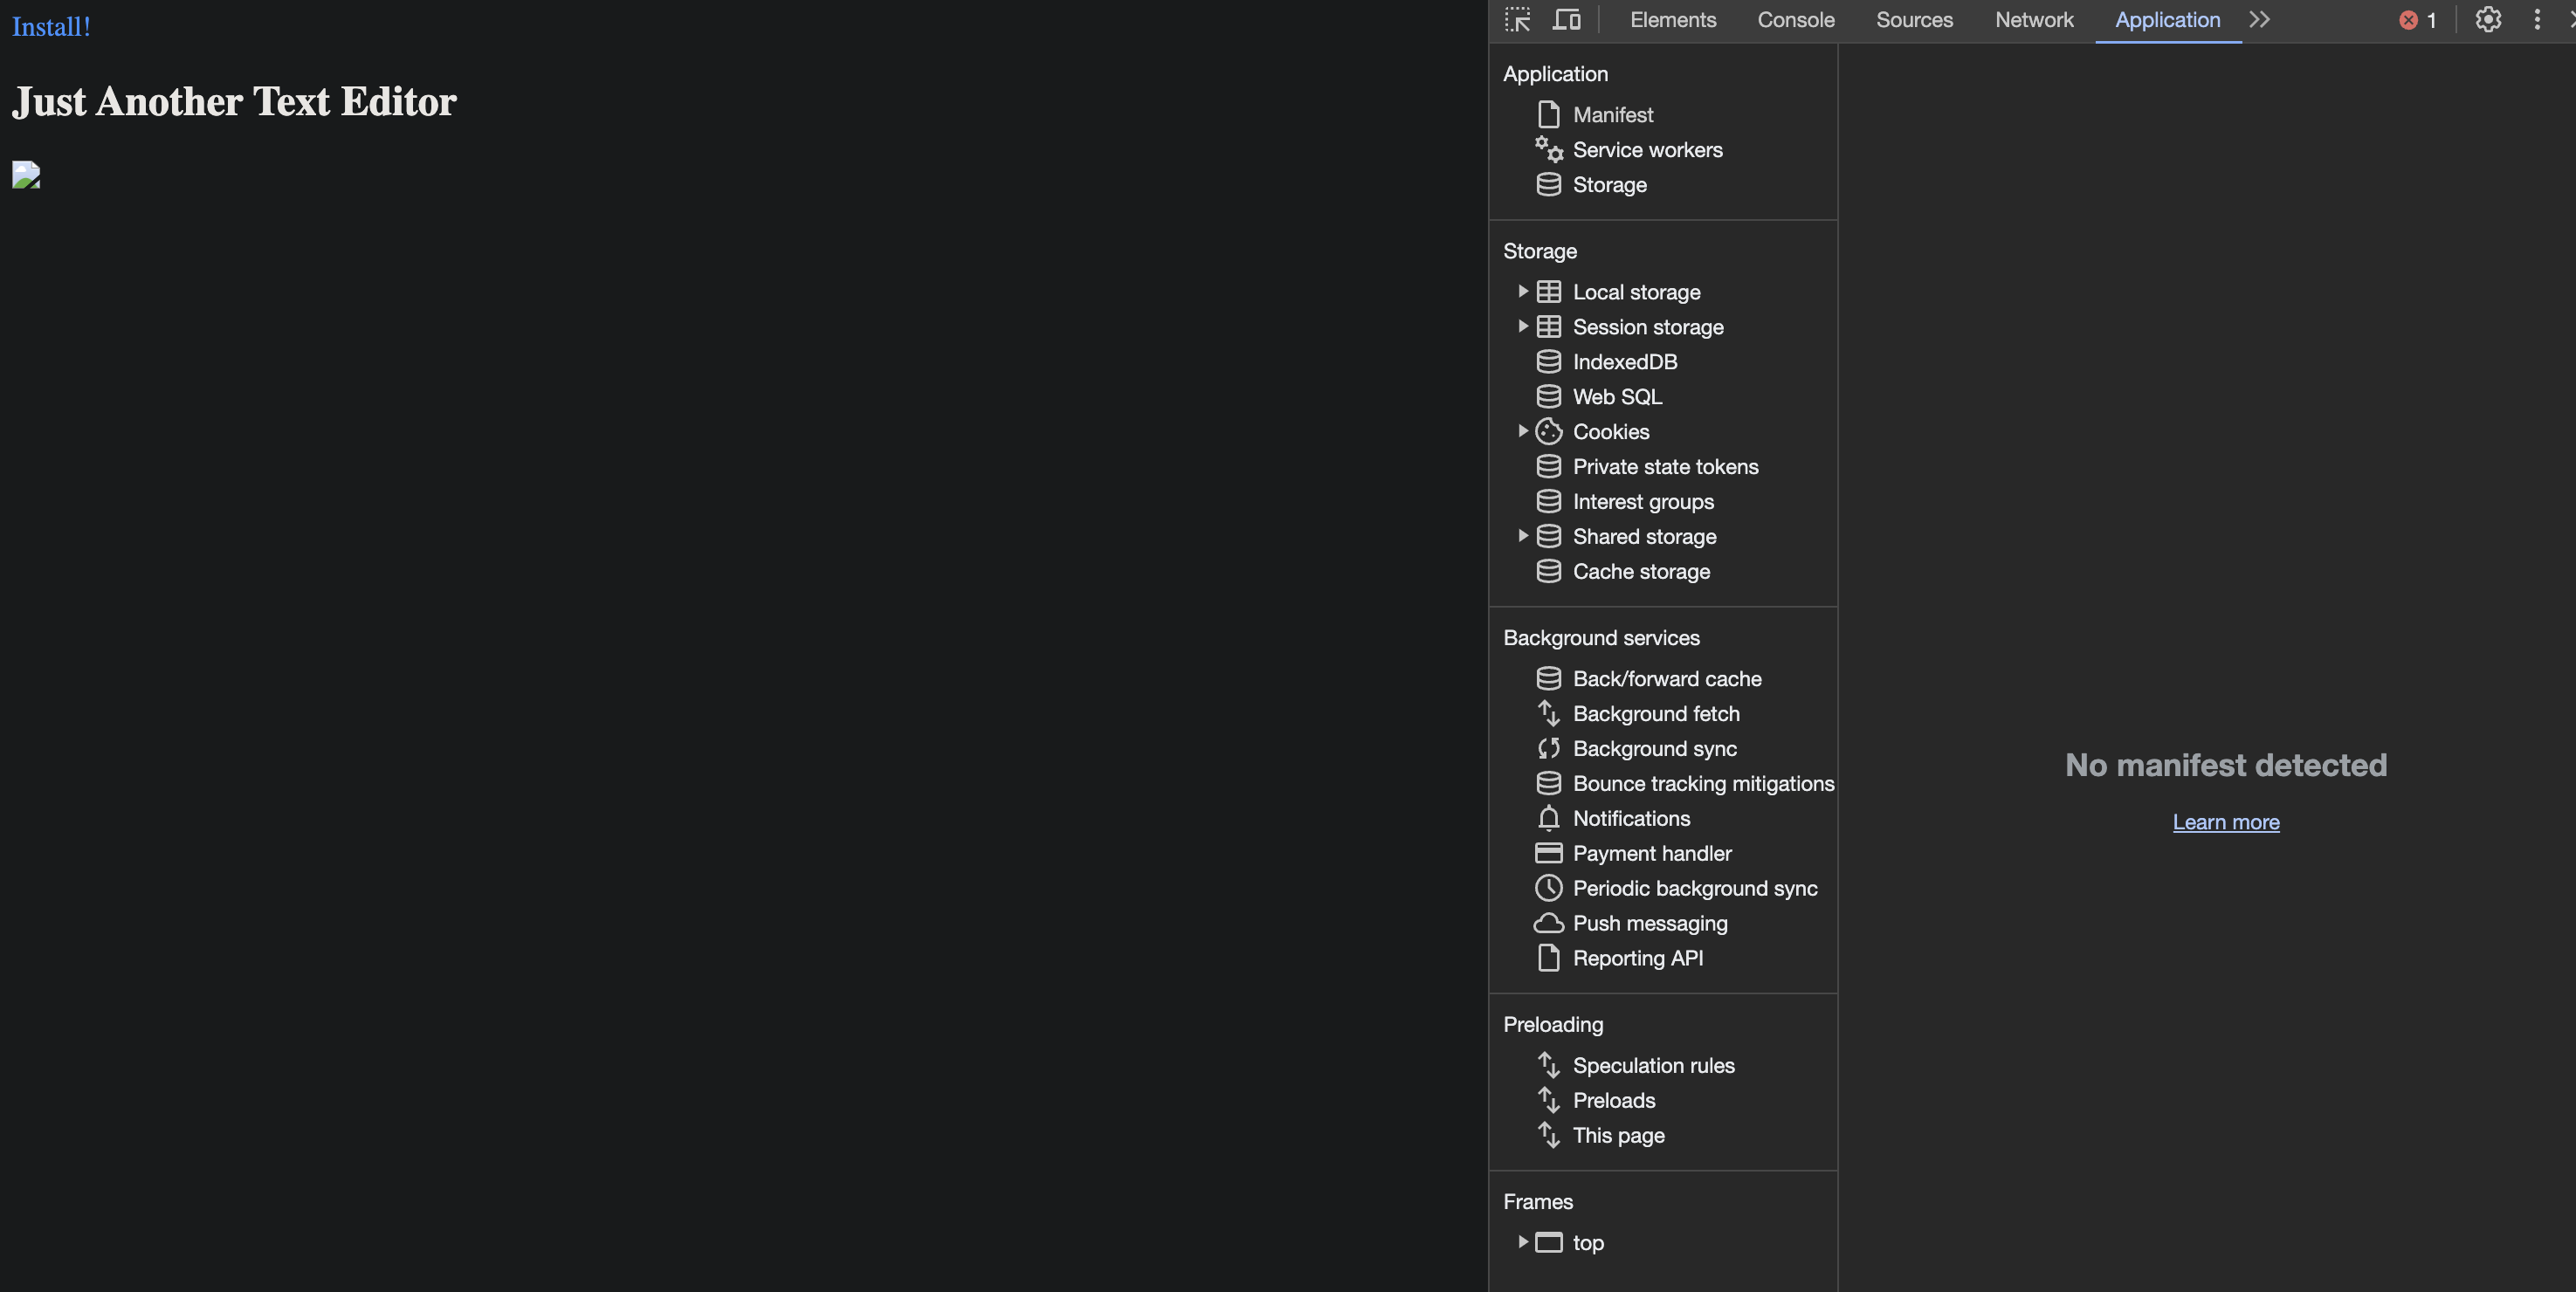 Install!
Just Another Text Editor
Elements Console Sources Network Application 1
Application
Manifest
Service workers
Storage
Storage
Local storage
Session storage
IndexedDB
Web SQL
Cookies
Private state tokens
Interest groups
Shared storage
Cache storage
Background services
Back/forward cache
Background fetch
Background sync
Bounce tracking mitigations
Notifications
Payment handler
Periodic background sync
Push messaging
Reporting API
Preloading
Speculation rules
Preloads
This page
Frames
top
No manifest detected
Learn more